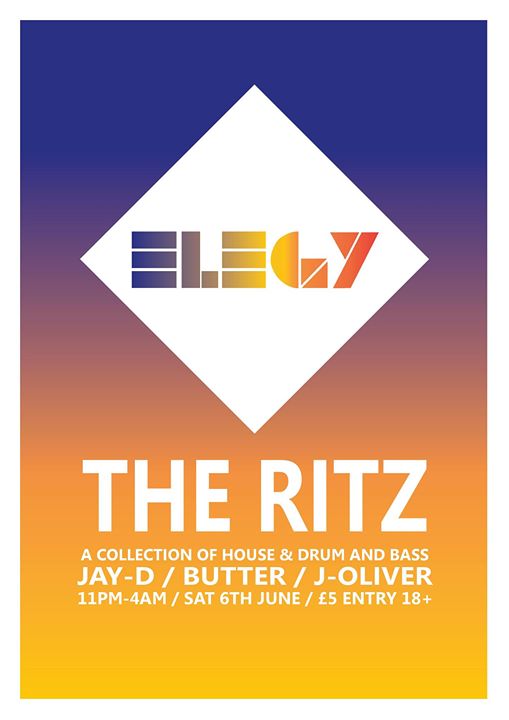 ELEGY
THE RITZ
A COLLECTION OF HOUSE & DRUM AND BASS
JAY-D / BUTTER / J-OLIVER
11PM-4AM / SAT 6TH JUNE / £5 ENTRY 18+